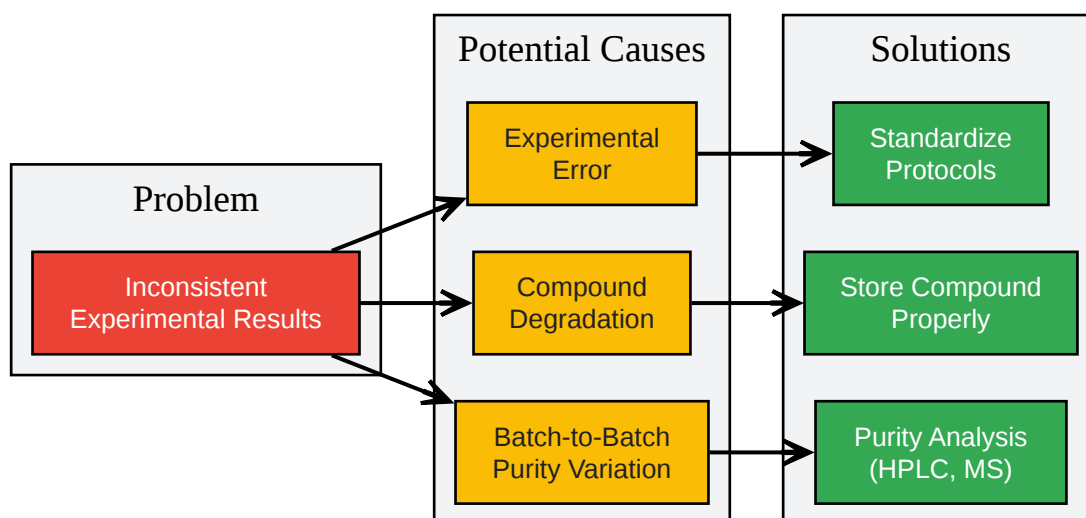 Problem
Inconsistent
Experimental Results
Potential Causes
Experimental
Error
Compound
Degradation
Batch-to-Batch
Purity Variation
Solutions
Standardize
Protocols
Store Compound
Properly
Purity Analysis
(HPLC, MS)